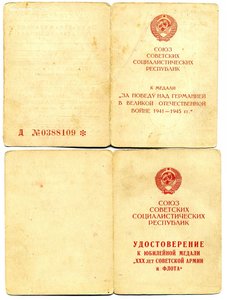 СОЮЗ
СОВЕТСКИХ
СОЦИАЛИСТИЧЕСКИХ
РЕСПУБЛИК
К МЕДАЛИ
"ЗА ПОБЕДУ НАД ГЕРМАНИЕЙ
В ВЕЛИКОЙ ОТЕЧЕСТВЕННОЙ
ВОЙНЕ 1941—1945 гг."
Д №0388109
СОЮЗ
СОВЕТСКИХ
СОЦИАЛИСТИЧЕСКИХ
РЕСПУБЛИК
УДОСТОВЕРЕНИЕ
К ЮБИЛЕЙНОЙ МЕДАЛИ
"XXX ЛЕТ СОВЕТСКОЙ АРМИИ
И ФЛОТА"